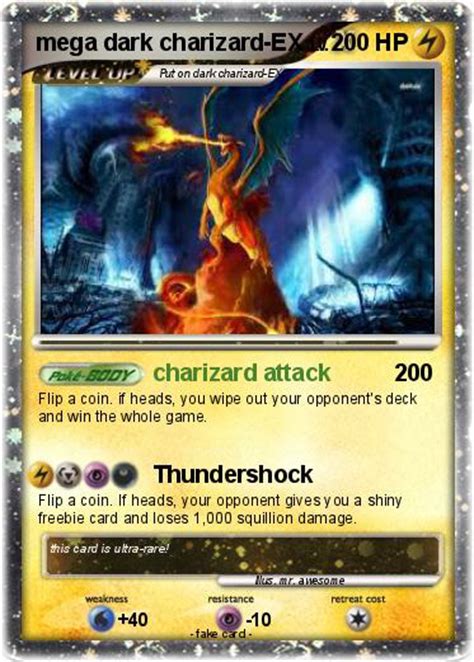 mega dark charizard-EX 200 HP
LEVEL-UP Put on dark charizard-EX
Poké-BODY charizard attack 200
Flip a coin. if heads, you wipe out your opponent's deck
and win the whole game.
Thundershock
Flip a coin. If heads, your opponent gives you a shiny
freebie card and loses 1,000 squillion damage.
this card is ultra-rare!
Illus. mr. awesome
weakness resistance retreat cost
+40 -10
- fake card -